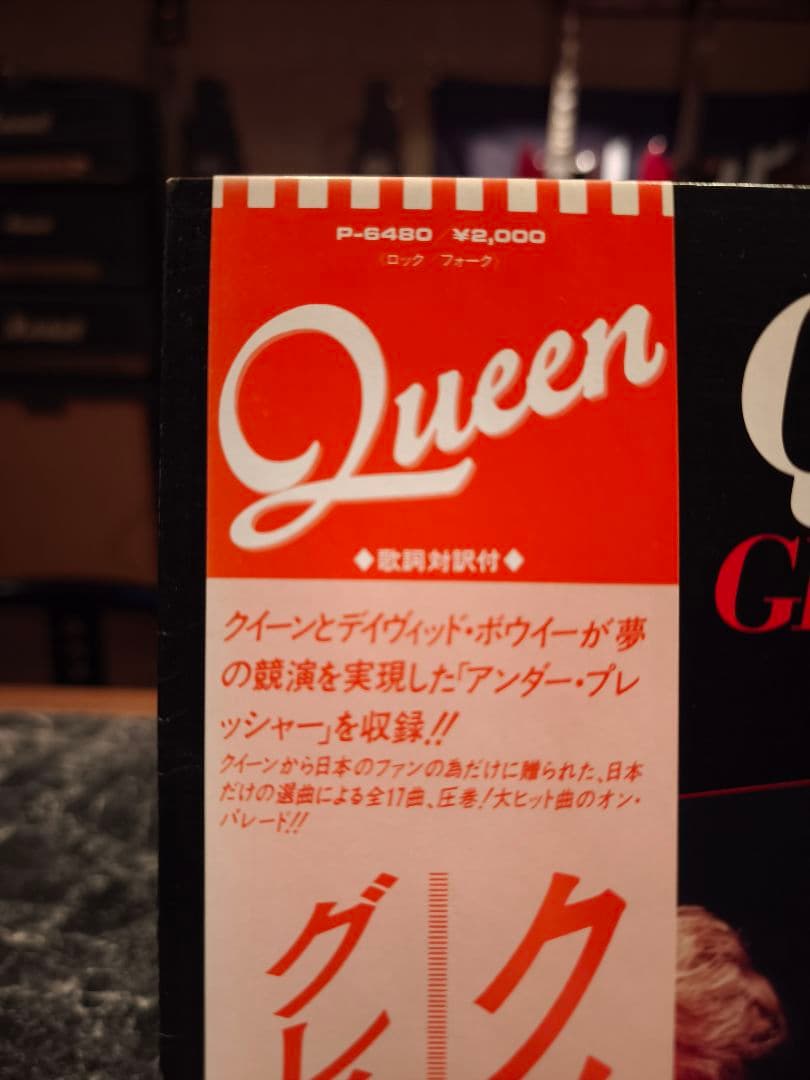 P-6480 ¥2,000
(ロック/フォーク)
Queen
◆歌詞対訳付◆
クイーンとデイヴィッド・ボウイーが夢
の競演を実現した「アンダー・プレ
ッシャー」を収録!!
クイーンから日本のファンの為だけに贈られた、日本
だけの選曲による全17曲、圧巻!大ヒット曲のオン・
パレード!!
ク
グレ
G